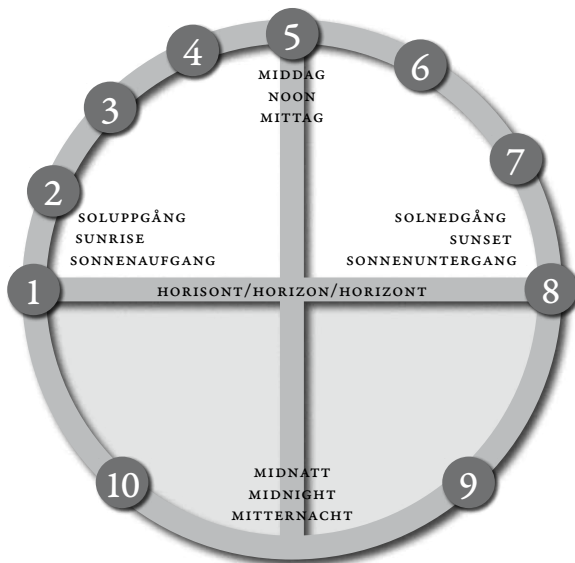 5
4
6
MIDDAG
NOON
MITTAG
3
7
2
SOLUPPGÅNG
SUNRISE
SONNENAUFGANG
SOLNEDGÅNG
SUNSET
SONNENUNTERGANG
1
HORISONT/HORIZON/HORIZONT
8
10
MIDNATT
MIDNIGHT
MITTERNACHT
9